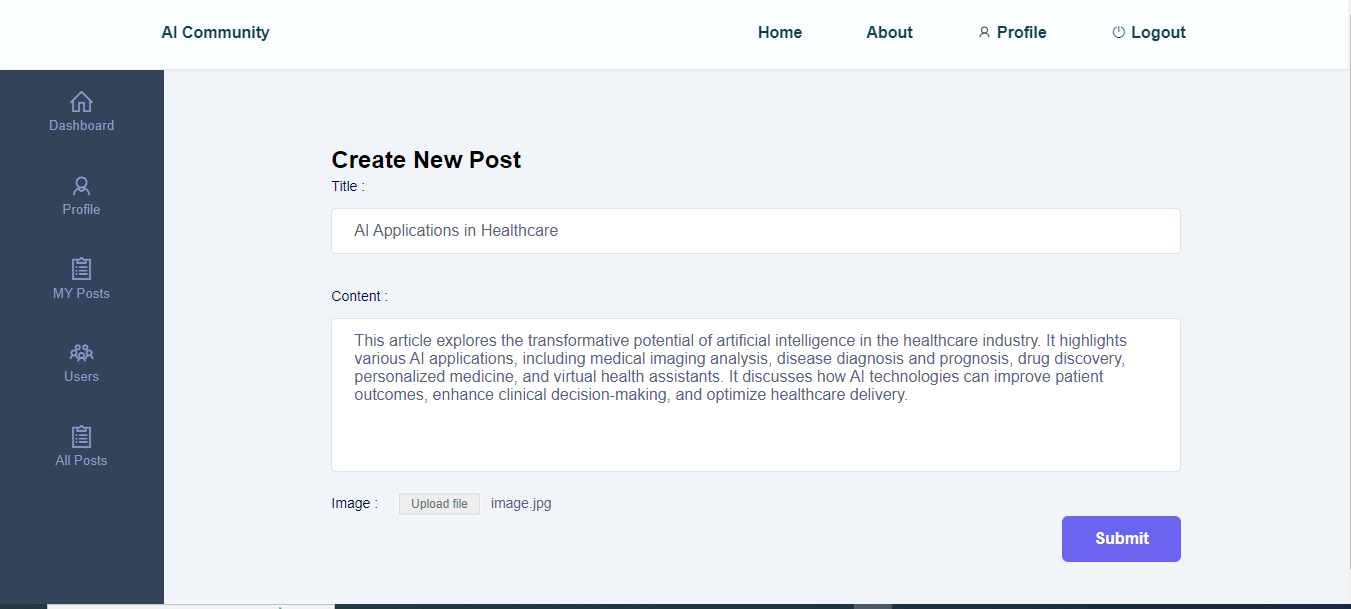 AI Community
Home About Profile Logout
Dashboard
Profile
MY Posts
Users
All Posts
Create New Post
Title :
AI Applications in Healthcare
Content :
This article explores the transformative potential of artificial intelligence in the healthcare industry. It highlights
various AI applications, including medical imaging analysis, disease diagnosis and prognosis, drug discovery,
personalized medicine, and virtual health assistants. It discusses how AI technologies can improve patient
outcomes, enhance clinical decision-making, and optimize healthcare delivery.
Image : Upload file image.jpg
Submit